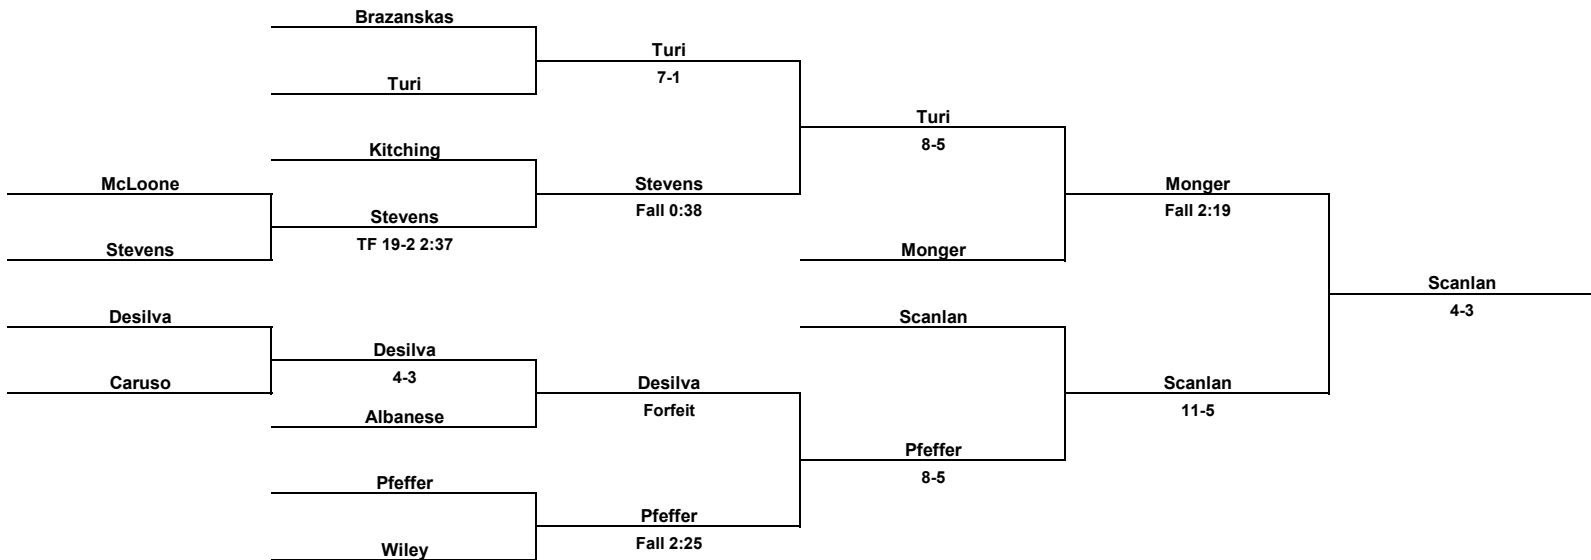 Brazanskas
Turi
7-1
Turi
Turi
8-5
Kitching
McLoone
Stevens
Fall 0:38
Monger
Fall 2:19
Stevens
TF 19-2 2:37
Stevens
Monger
Scanlan
4-3
Desilva
Scanlan
Desilva
4-3
Caruso
Desilva
Forfeit
Scanlan
11-5
Albanese
Pfeffer
8-5
Pfeffer
Pfeffer
Fall 2:25
Wiley